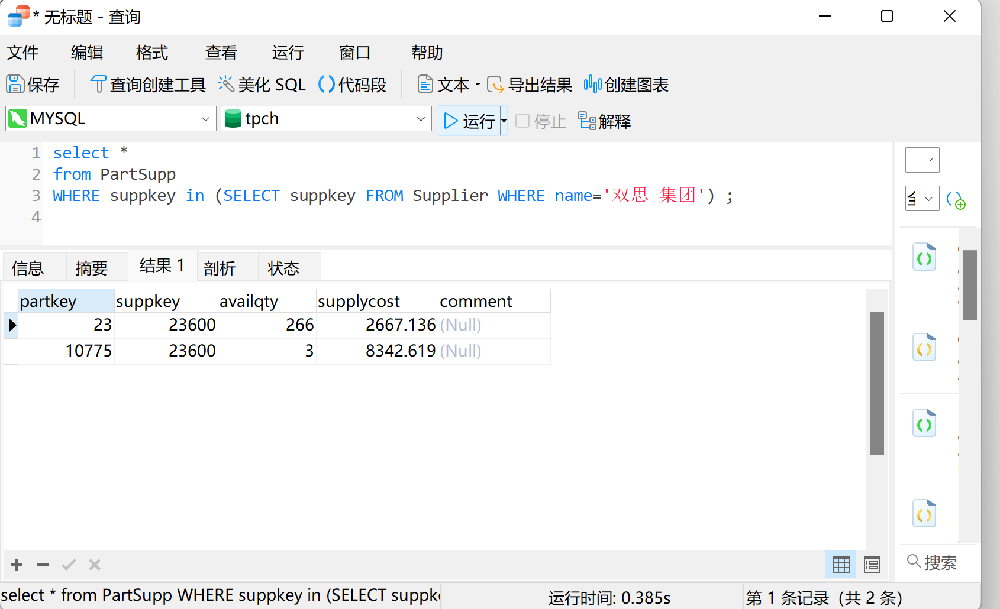 * 无标题 - 查询
文件 编辑 格式 查看 运行 窗口 帮助
保存 查询创建工具 美化 SQL 代码段 文本 导出结果 创建图表
MYSQL tpch 运行 停止 解释
1 select *
2 from PartSupp
3 WHERE suppkey in (SELECT suppkey FROM Supplier WHERE name='双思 集团') ;
4
信息 摘要 结果 1 剖析 状态
partkey suppkey availqty supplycost comment
23 23600 266 2667.136 (Null)
10775 23600 3 8342.619 (Null)
搜索
select * from PartSupp WHERE suppkey in (SELECT suppke 运行时间: 0.385s 第 1 条记录 (共 2 条)